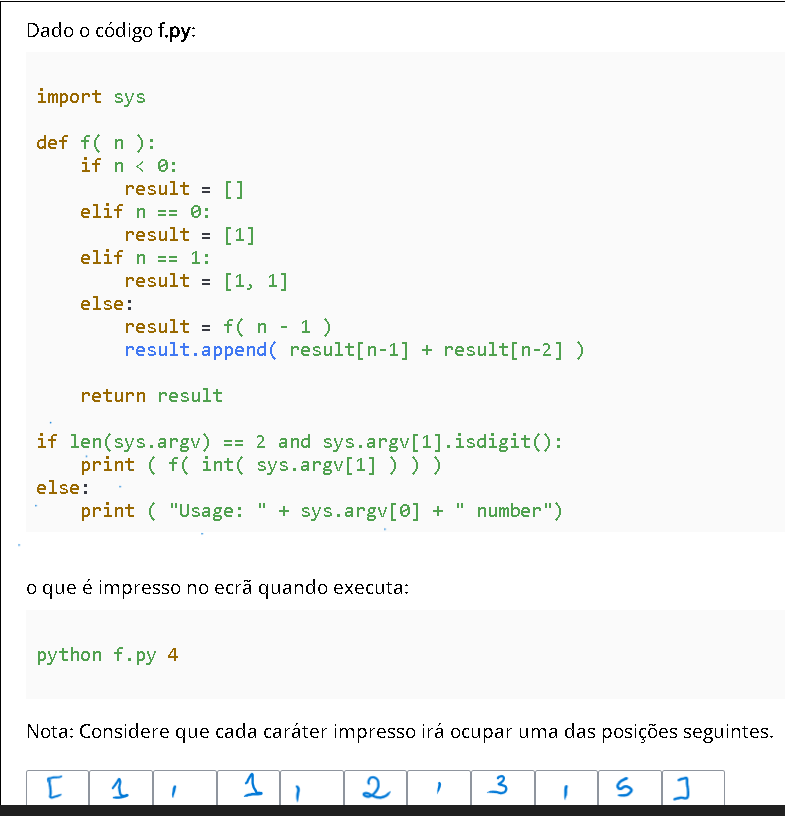 Dado o código f.py:
import sys
def f( n ):
    if n < 0:
        result = []
    elif n == 0:
        result = [1]
    elif n == 1:
        result = [1, 1]
    else:
        result = f( n - 1 )
        result.append( result[n-1] + result[n-2] )
    return result
if len(sys.argv) == 2 and sys.argv[1].isdigit():
    print ( f( int( sys.argv[1] ) ) )
else:
    print ( "Usage: " + sys.argv[0] + " number")
o que é impresso no ecrã quando executa:
python f.py 4
Nota: Considere que cada caráter impresso irá ocupar uma das posições seguintes.
[ 1 , 1 , 2 , 3 , 5 ]